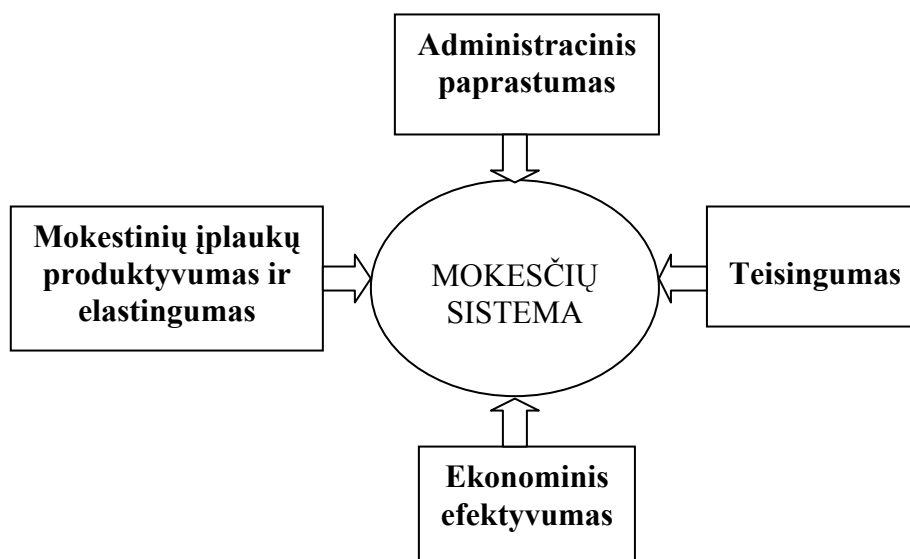 Administracinis
paprastumas
Mokestinių įplaukų
produktyvumas ir
elastingumas
MOKESČIŲ
SISTEMA
Teisingumas
Ekonominis
efektyvumas